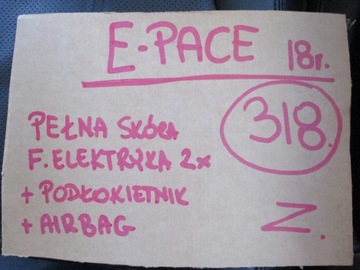 E-PACE 18r.
318.
PEŁNA SKÓRA
F. ELEKTRYKA 2x
+ PODŁOKIETNIK
+ AIRBAG
Z.